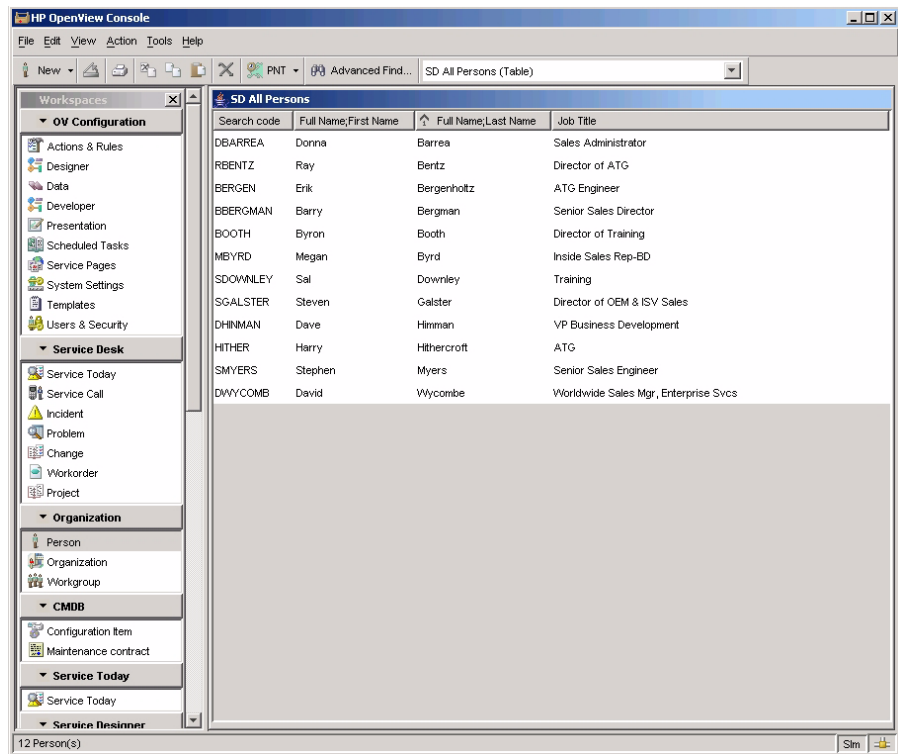 HP OpenView Console
File Edit View Action Tools Help
New PNT Advanced Find... SD All Persons (Table)
Workspaces
OV Configuration
Actions & Rules
Designer
Data
Developer
Presentation
Scheduled Tasks
Service Pages
System Settings
Templates
Users & Security
Service Desk
Service Today
Service Call
Incident
Problem
Change
Workorder
Project
Organization
Person
Organization
Workgroup
CMDB
Configuration Item
Maintenance contract
Service Today
Service Today
Service Designer
SD All Persons
Search code Full Name;First Name 1 Full Name;Last Name Job Title
DBARREA Donna Barrea Sales Administrator
RBENTZ Ray Bentz Director of ATG
BERGEN Erik Bergenholtz ATG Engineer
BBERGMAN Barry Bergman Senior Sales Director
BOOTH Byron Booth Director of Training
MBYRD Megan Byrd Inside Sales Rep-BD
SDOWNLEY Sal Downley Training
SGALSTER Steven Galster Director of OEM & ISV Sales
DHINMAN Dave Himman VP Business Development
HITHER Harry Hithercroft ATG
SMYERS Stephen Myers Senior Sales Engineer
DWYCOMB David Wycombe Worldwide Sales Mgr, Enterprise Svcs
12 Person(s) Slm